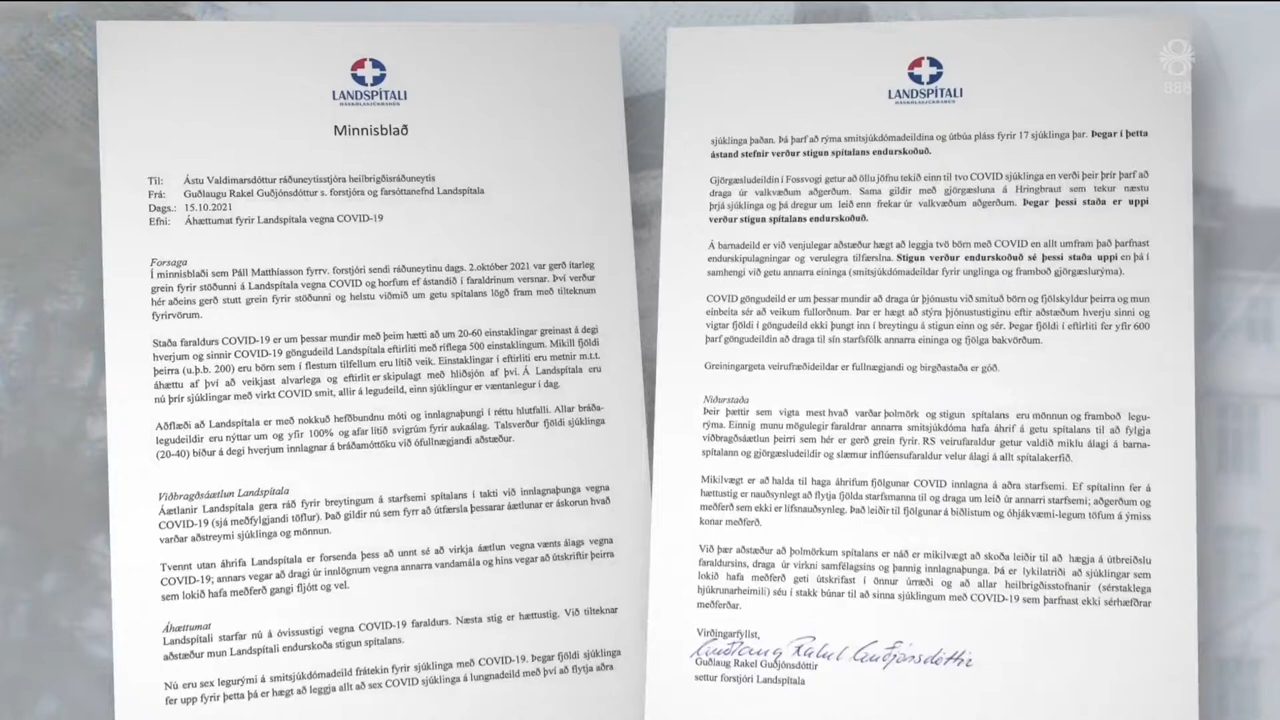 LANDSPÍTALI
HÁSKÓLASJÚKRAHÚS
Minnisblað
Til: Ástu Valdimarsdóttur ráðuneytisstjóra heilbrigðisráðuneytis
Frá: Guðlaugu Rakel Guðjónsdóttur s. forstjóra og farsóttanefnd Landspítala
Dags.: 15.10.2021
Efni: Áhættumat fyrir Landspítala vegna COVID-19
Forsaga
Í minnisblaði sem Páll Matthíasson fyrrv. forstjóri sendi ráðuneytinu dags. 2.október 2021 var gerð ítarleg
grein fyrir stöðunni á Landspítala vegna COVID og horfum ef ástandið í faraldrinum versnar. Því verður
hér aðeins gerð stutt grein fyrir stöðunni og helstu viðmið um getu spítalans lögð fram með tilteknum
fyrirvörum.
Staða faraldurs COVID-19 er um þessar mundir með þeim hætti að um 20-60 einstaklingar greinast á degi
hverjum og sinnir COVID-19 göngudeild Landspítala eftirliti með ríflega 500 einstaklingum. Mikill fjöldi
þeirra (u.þ.b. 200) eru börn sem í flestum tilfellum eru lítið veik. Einstaklingar í eftirliti eru metnir m.t.t.
áhættu af því að veikjast alvarlega og eftirlit er skipulagt með hliðsjón af því. Á Landspítala eru
nú þrír sjúklingar með virkt COVID smit, allir á legudeild, einn sjúklingur er væntanlegur í dag.
Aðflæði að Landspítala er með nokkuð hefðbundnu móti og innlagnaþungi í réttu hlutfalli. Allar bráða-
legudeildir eru nýttar um og yfir 100% og afar lítið svigrúm fyrir aukaálag. Talsverður fjöldi sjúklinga
(20-40) bíður á degi hverjum innlagnar á bráðamóttöku við ófullnægjandi aðstæður.
Viðbragðsáætlun Landspítala
Áætlanir Landspítala gera ráð fyrir breytingum á starfsemi spítalans í takti við innlagnaþunga vegna
COVID-19 (sjá meðfylgjandi töflur). Það gildir nú sem fyrr að útfærsla þessarar áætlunar er áskorun hvað
varðar aðstreymi sjúklinga og mönnun.
Tvennt utan áhrifa Landspítala er forsenda þess að unnt sé að virkja áætlun vegna vænts álags vegna
COVID-19; annars vegar að dragi úr innlögnum vegna annarra vandamála og hins vegar að útskriftir þeirra
sem lokið hafa meðferð gangi fljótt og vel.
Áhættumat
Landspítali starfar nú á óvissustigi vegna COVID-19 faraldurs. Næsta stig er hættustig. Við tilteknar
aðstæður mun Landspítali endurskoða stigun spítalans.
Nú eru sex legurými á smitsjúkdómadeild frátekin fyrir sjúklinga með COVID-19. Þegar fjöldi sjúklinga
fer upp fyrir þetta þá er hægt að leggja allt að sex COVID sjúklinga á lungnadeild með því að flytja aðra
LANDSPÍTALI
HÁSKÓLASJÚKRAHÚS
888
sjúklinga þaðan. Þá þarf að rýma smitsjúkdómadeildina og útbúa pláss fyrir 17 sjúklinga þar. Þegar í þetta
ástand stefnir verður stigun spítalans endurskoðuð.
Gjörgæsludeildin í Fossvogi getur að öllu jöfnu tekið einn til tvo COVID sjúklinga en verði þeir þrír þarf að
draga úr valkvæðum aðgerðum. Sama gildir með gjörgæsluna á Hringbraut sem tekur næstu
þrjá sjúklinga og þá dregur um leið enn frekar úr valkvæðum aðgerðum. Þegar þessi staða er uppi
verður stigun spítalans endurskoðuð.
Á barnadeild er við venjulegar aðstæður hægt að leggja tvö börn með COVID en allt umfram það þarfnast
endurskipulagningar og verulegra tilfærslna. Stigun verður endurskoðuð sé þessi staða uppi en þá í
samhengi við getu annarra eininga (smitsjúkdómadeildar fyrir unglinga og framboð gjörgæslurýma).
COVID göngudeild er um þessar mundir að draga úr þjónustu við smituð börn og fjölskyldur þeirra og mun
einbeita sér að veikum fullorðnum. Þar er hægt að stýra þjónustustiginu eftir aðstæðum hverju sinni og
vigtar fjöldi í göngudeild ekki þungt inn í breytingu á stigun einn og sér. Þegar fjöldi í eftirliti fer yfir 600
þarf göngudeildin að draga til sín starfsfólk annarra eininga og fjölga bakvörðum.
Greiningargeta veirufræðideildar er fullnægjandi og birgðastaða er góð.
Niðurstaða
Þeir þættir sem vigta mest hvað varðar þolmörk og stigun spítalans eru mönnun og framboð legu-
rýma. Einnig munu mögulegir faraldrar annarra smitsjúkdóma hafa áhrif á getu spítalans til að fylgja
viðbragðsáætlun þeirri sem hér er gerð grein fyrir. RS veirufaraldur getur valdið miklu álagi á barna-
spítalann og gjörgæsludeildir og slæmur inflúensufaraldur velur álagi á allt spítalakerfið.
Mikilvægt er að halda til haga áhrifum fjölgunar COVID innlagna á aðra starfsemi. Ef spítalinn fer á
hættustig er nauðsynlegt að flytja fjölda starfsmanna til og draga um leið úr annarri starfsemi; aðgerðum og
meðferð sem ekki er lífsnauðsynleg. Það leiðir til fjölgunar á biðlistum og óhjákvæmi-legum töfum á ýmiss
konar meðferð.
Við þær aðstæður að þolmörkum spítalans er náð er mikilvægt að skoða leiðir til að hægja á útbreiðslu
faraldursins, draga úr virkni samfélagsins og þannig innlagnaþunga. Þá er lykilatriði að sjúklingar sem
lokið hafa meðferð geti útskrifast í önnur úrræði og að allar heilbrigðisstofnanir (sérstaklega
hjúkrunarheimili) séu í stakk búnar til að sinna sjúklingum með COVID-19 sem þarfnast ekki sérhæfðrar
meðferðar.
Virðingarfyllst,
Guðlaug Rakel Guðjónsdóttir
Guðlaug Rakel Guðjónsdóttir
settur forstjóri Landspítala